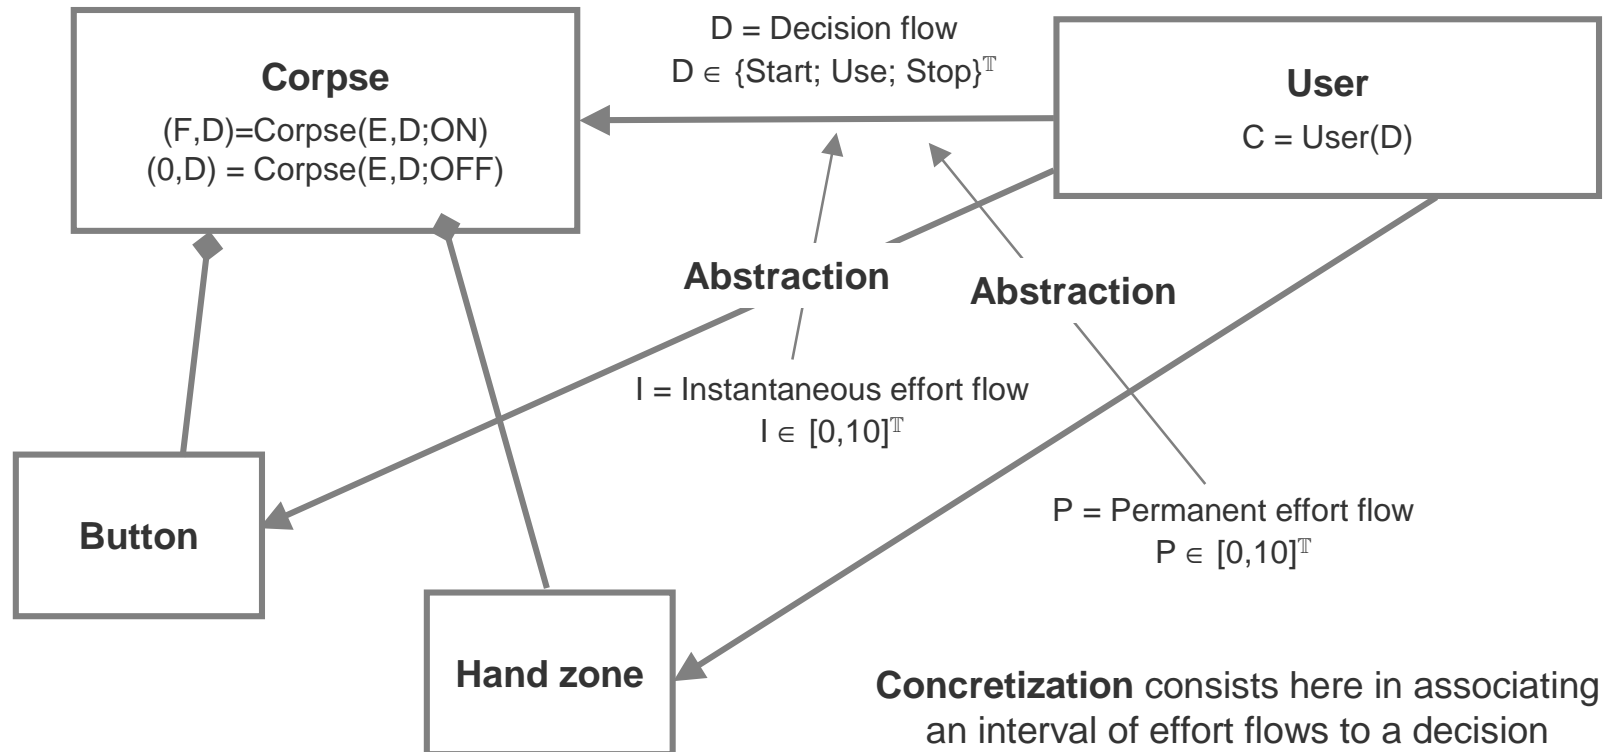 Corpse
(F,D)=Corpse(E,D;ON)
(0,D) = Corpse(E,D;OFF)
D = Decision flow
D ∈ {Start; Use; Stop}^𝕋
User
C = User(D)
Abstraction
Abstraction
I = Instantaneous effort flow
I ∈ [0,10]^𝕋
P = Permanent effort flow
P ∈ [0,10]^𝕋
Button
Hand zone
Concretization consists here in associating
an interval of effort flows to a decision